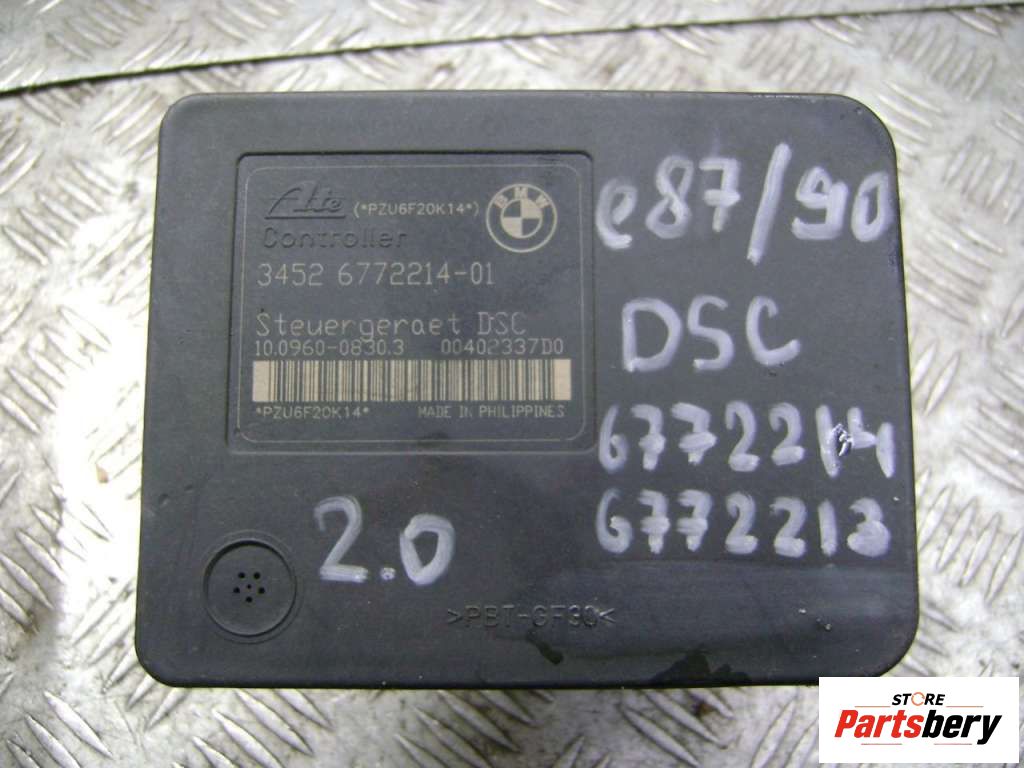 Ate (*PZU6F20K14*)
BMW
Controller
3452 6772214-01
Steuergeraet DSC
10.0960-0830.3 00402337D0
*PZU6F20K14* MADE IN PHILIPPINES
e87/90
DSC
6772214
6772213
2.0
>PBT-GF30<
STORE
Partsbery